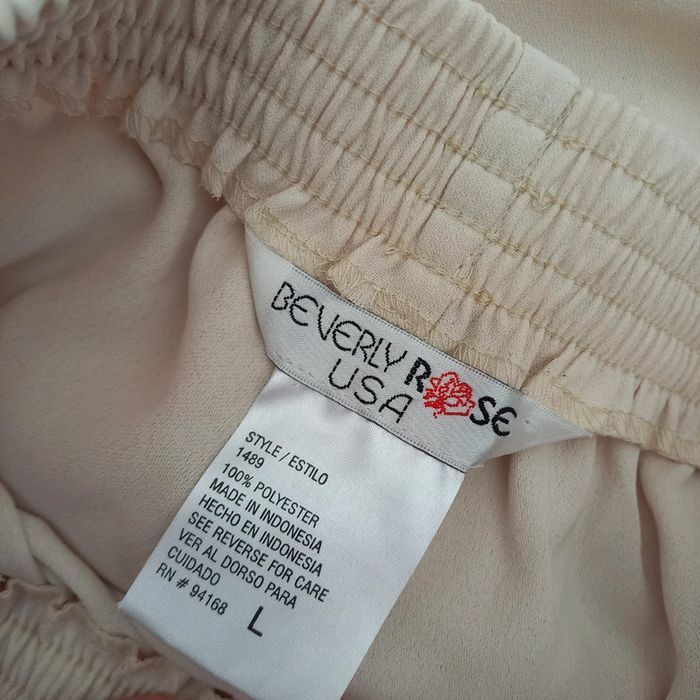 BEVERLY ROSE
USA
STYLE / ESTILO
1489
100% POLYESTER
MADE IN INDONESIA
HECHO EN INDONESIA
SEE REVERSE FOR CARE
VER AL DORSO PARA
CUIDADO
RN # 94168
L